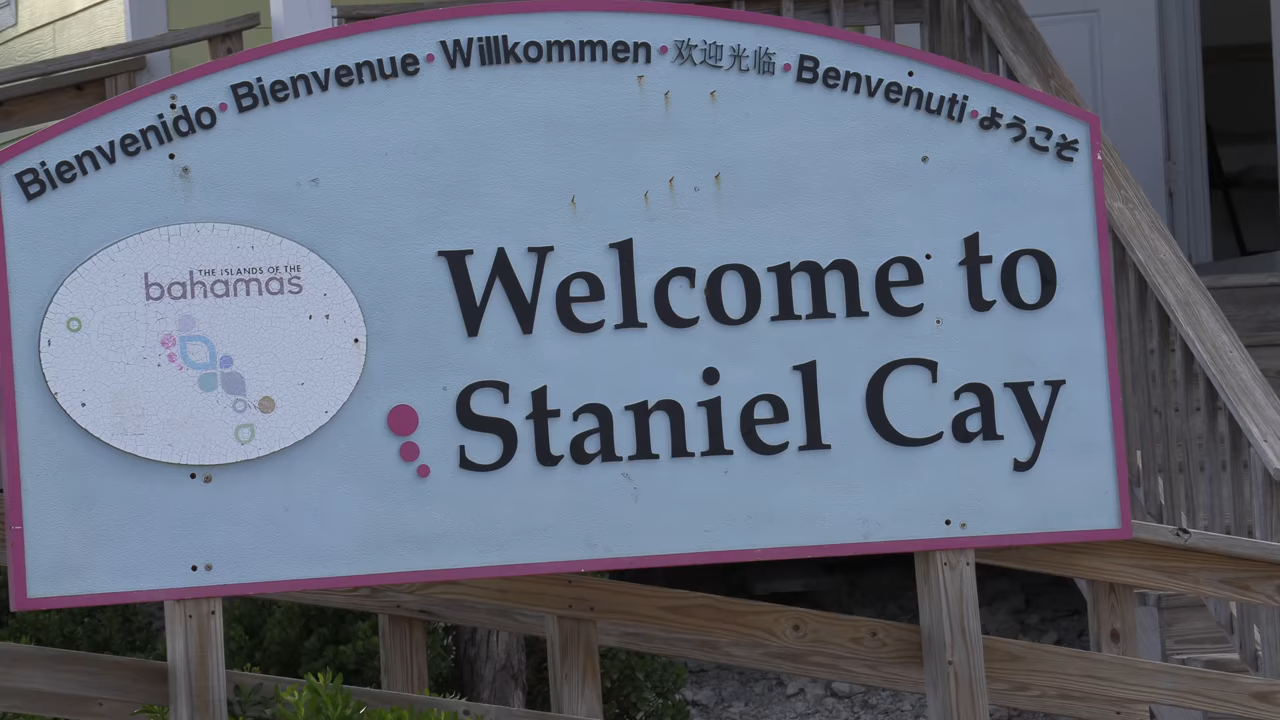 Bienvenido • Bienvenue • Willkommen • 欢迎光临 • Benvenuti • ようこそ
THE ISLANDS OF THE
bahamas
Welcome to
Staniel Cay